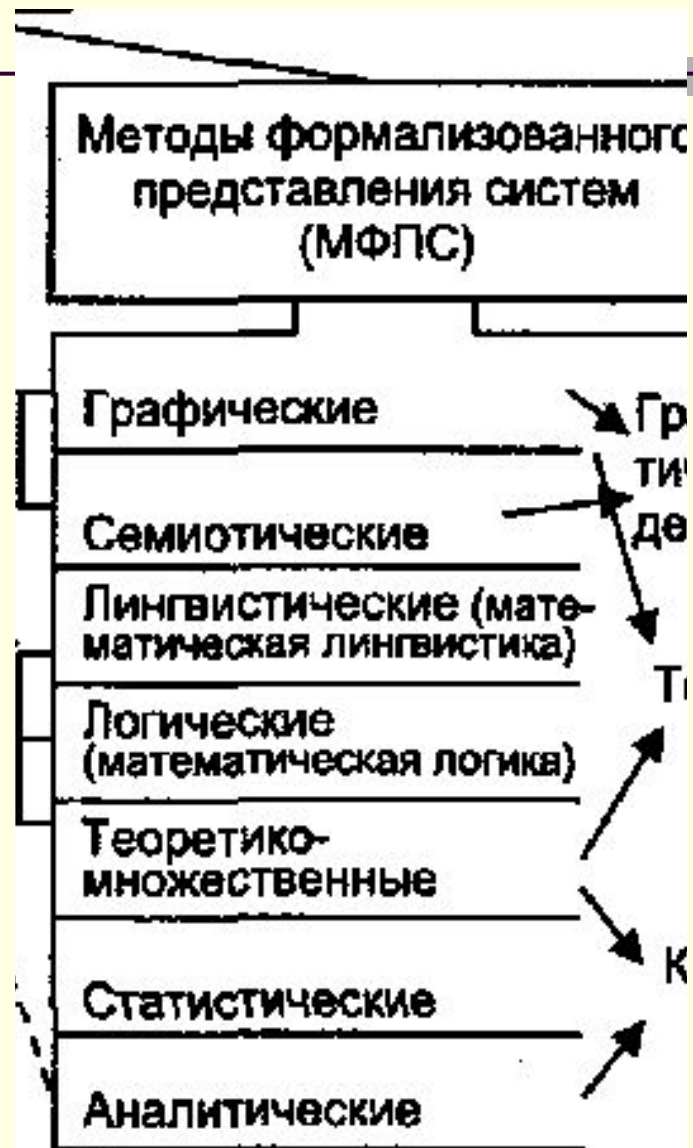 Методы формализованного
представления систем
(МФПС)
Графические
Семиотические
Лингвистические (мате-
матическая лингвистика)
Логические
(математическая логика)
Теоретико-
множественные
Статистические
Аналитические